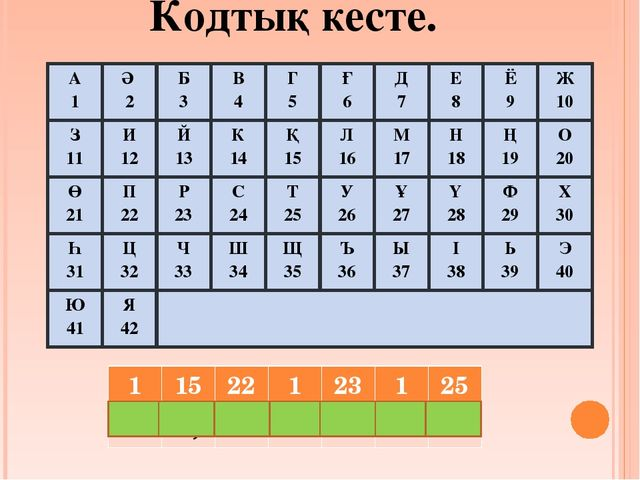 Кодтық кесте.
А Ә Б В Г Ғ Д Е Ё Ж
1 2 3 4 5 6 7 8 9 10
З И Й К Қ Л М Н Ң О
11 12 13 14 15 16 17 18 19 20
Ө П Р С Т У Ұ Ү Ф Х
21 22 23 24 25 26 27 28 29 30
Һ Ц Ч Ш Щ Ъ Ы І Ь Э
31 32 33 34 35 36 37 38 39 40
Ю Я
41 42
1 15 22 1 23 1 25